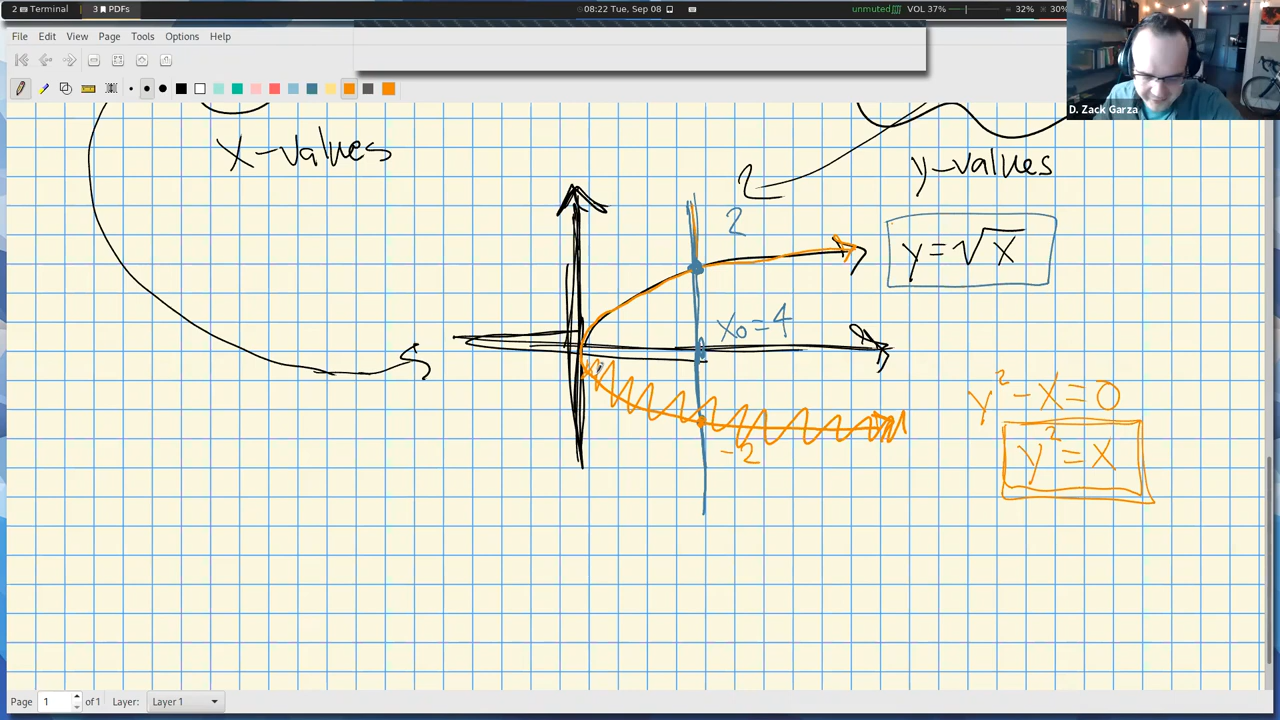 2 Terminal
3 PDFs
08:22 Tue, Sep 08
unmuted
VOL 37%
32%
30%
File Edit View Page Tools Options Help
D. Zack Garza
x-values
y-values
2
y=√x
x₀=4
y²-x=0
y²=x
-2
Page 1 of 1 Layer: Layer 1